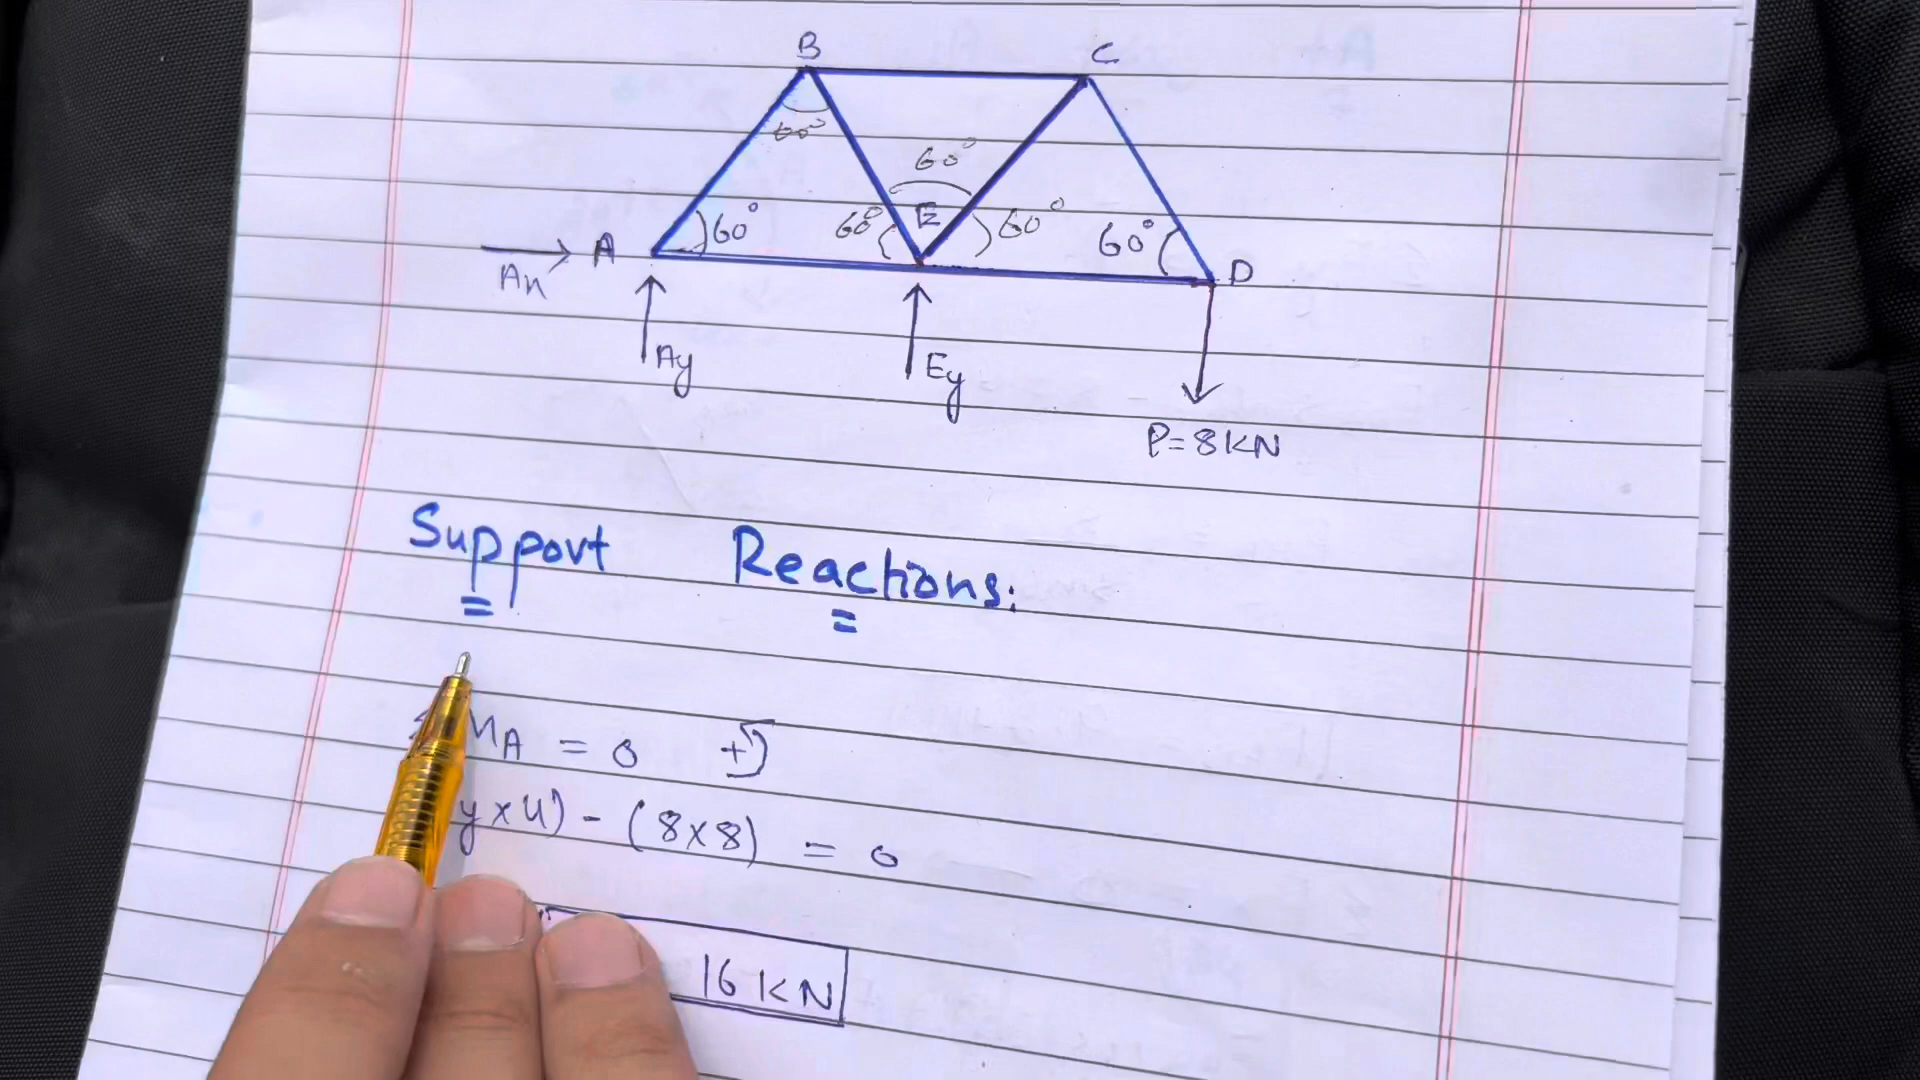 B C
60°
60°
A 60° 60° E 60° 60° D
Ax
Ay Ey
P=8KN
Support Reactions:
MA = 0 +
y×4) - (8×8) = 0
16 KN